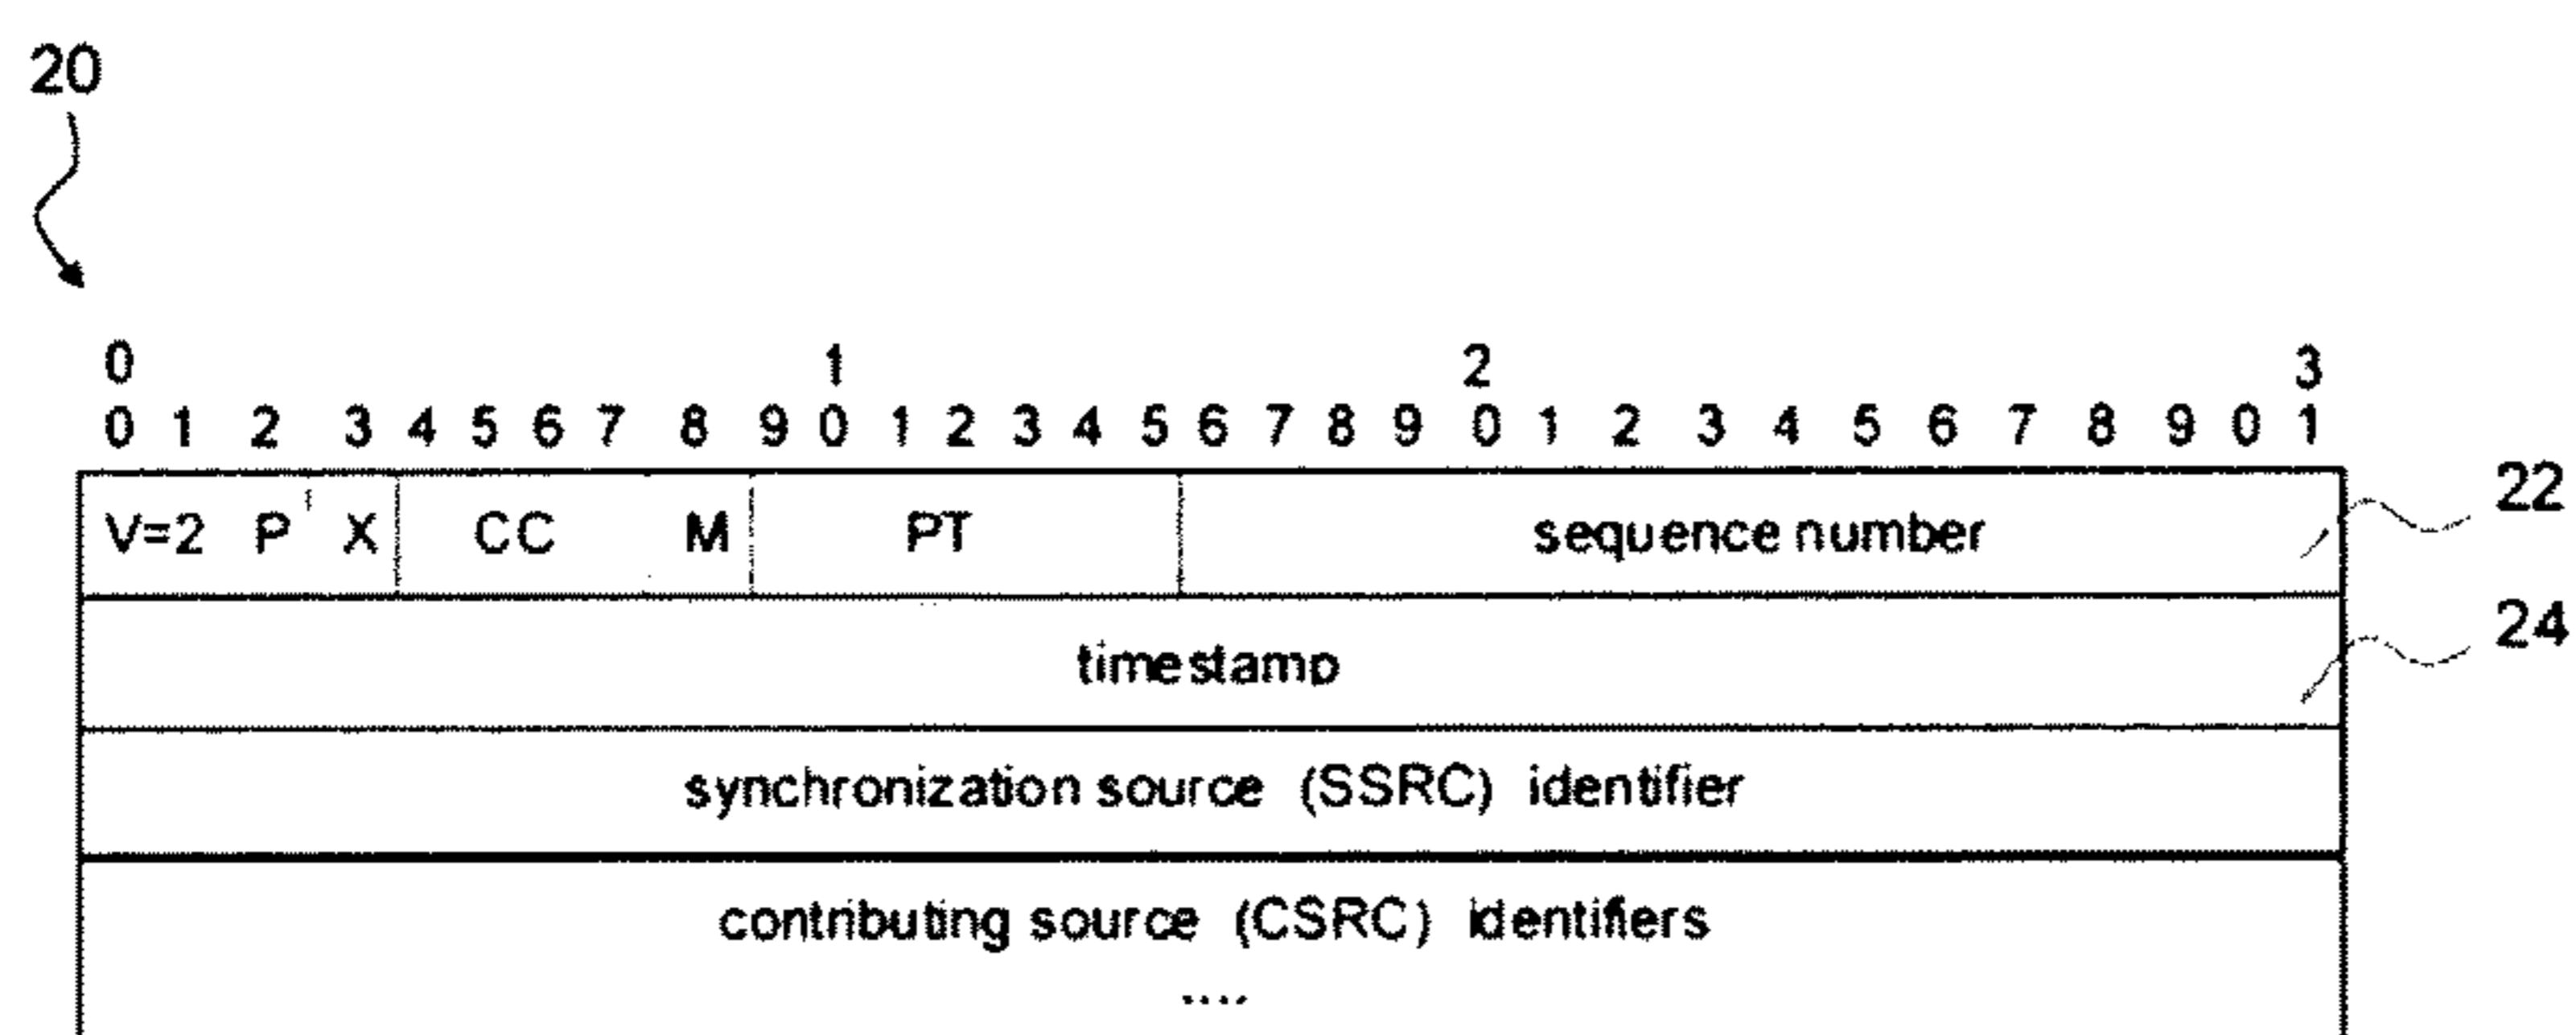 20
0 1 2 3
0 1 2 3 4 5 6 7 8 9 0 1 2 3 4 5 6 7 8 9 0 1 2 3 4 5 6 7 8 9 0 1
V=2 P X CC M PT sequence number 22
timestamp 24
synchronization source (SSRC) identifier
contributing source (CSRC) identifiers
....